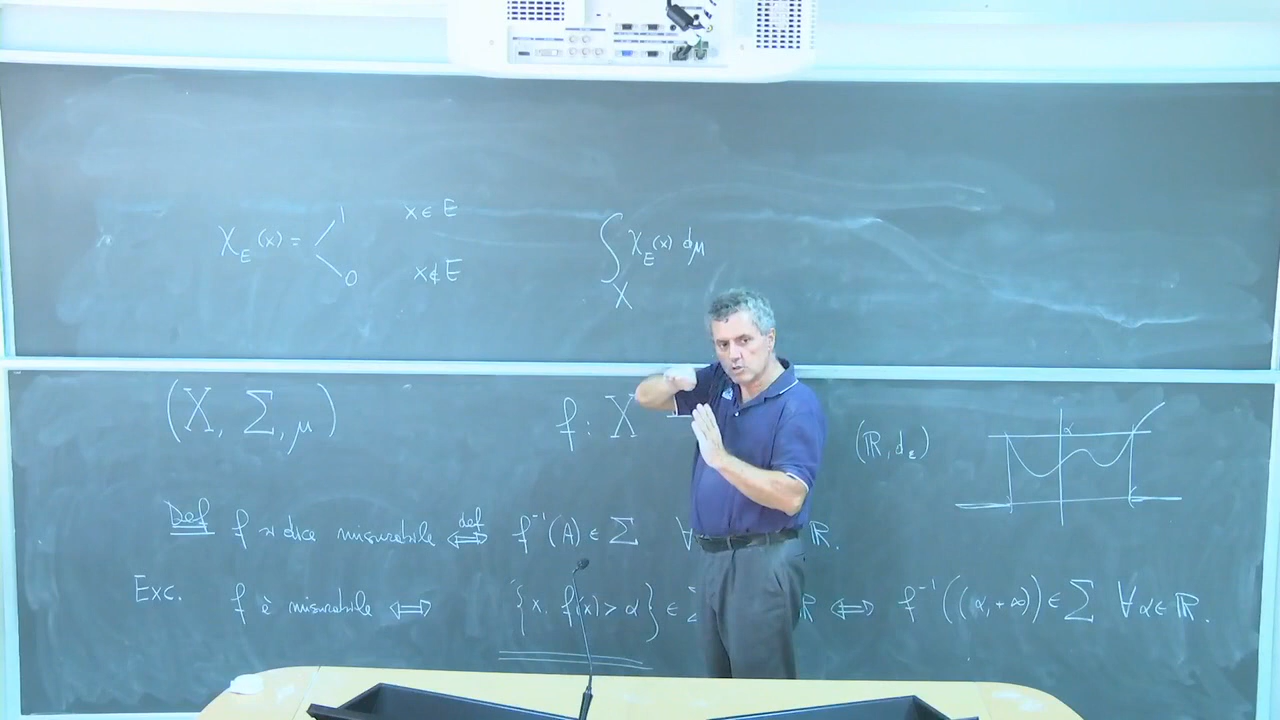 χ_E(x) = 1 x ∈ E
0 x ∉ E
∫_X χ_E(x) dμ
(X, Σ, μ) f : X
(ℝ, d_e)
α
Def f si dice misurabile ⟺ def f⁻¹(A) ∈ Σ ∀ ℝ.
Exc. f è misurabile ⟺ {x. f(x) > α} ∈ Σ ℝ ⟺ f⁻¹((α, +∞)) ∈ Σ ∀ α ∈ ℝ.